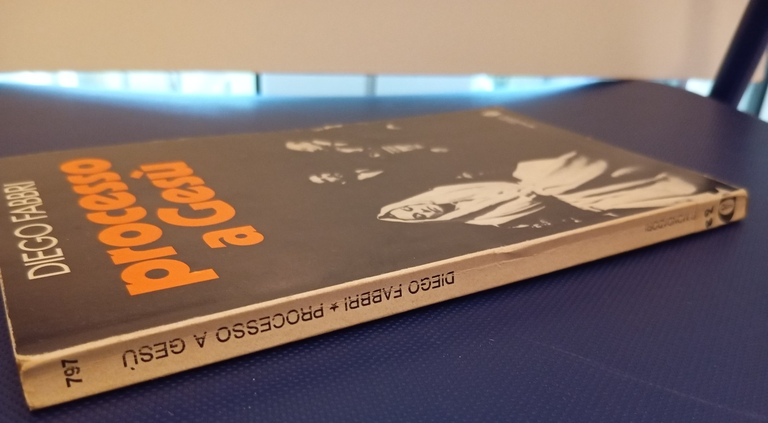 DIEGO FABBRI
processo
a Gesù
DIEGO FABBRI * PROCESSO A GESÙ
797